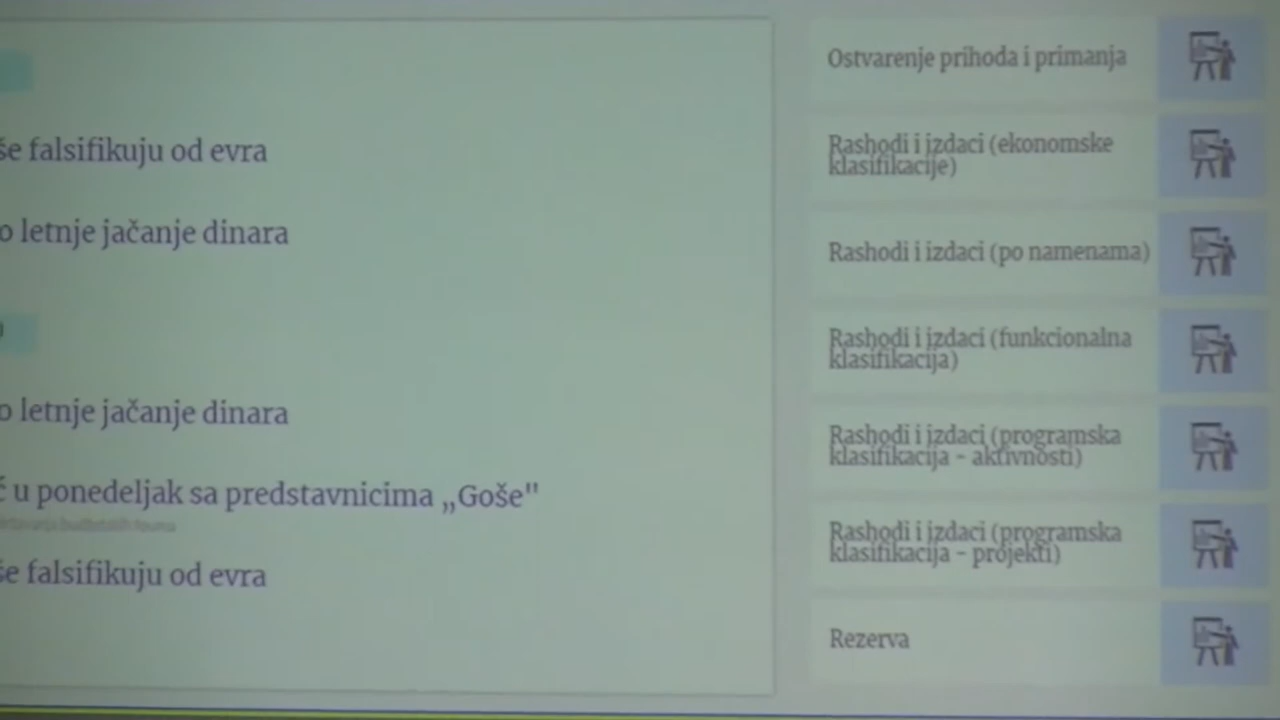 še falsifikuju od evra
o letnje jačanje dinara
o letnje jačanje dinara
ć u ponedeljak sa predstavnicima „Goše"
še falsifikuju od evra
Ostvarenje prihoda i primanja
Rashodi i izdaci (ekonomske
klasifikacije)
Rashodi i izdaci (po namenama)
Rashodi i izdaci (funkcionalna
klasifikacija)
Rashodi i izdaci (programska
klasifikacija - aktivnosti)
Rashodi i izdaci (programska
klasifikacija - projekti)
Rezerva